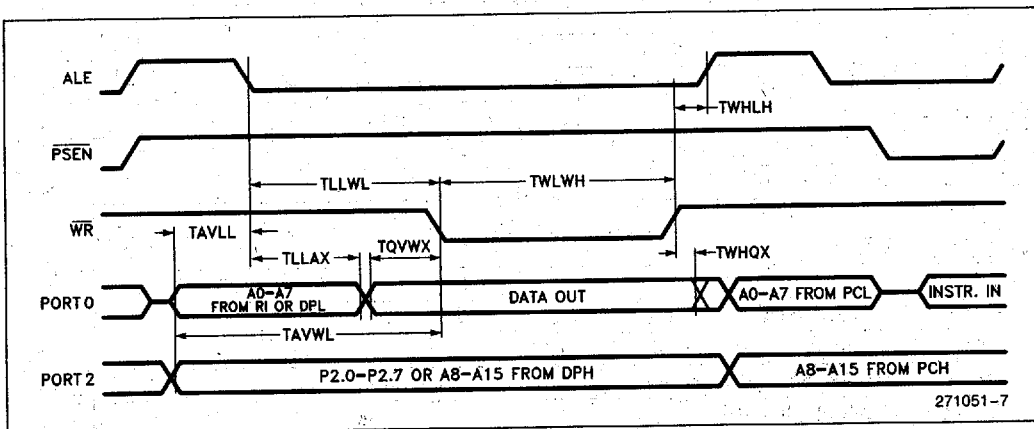 ALE
TWHLH
PSEN
TLLWL
TWLWH
WR
TAVLL
TQVWX
TWHQX
TLLAX
PORT 0
A0-A7
FROM RI OR DPL
DATA OUT
A0-A7 FROM PCL
INSTR. IN
TAVWL
PORT 2
P2.0-P2.7 OR A8-A15 FROM DPH
A8-A15 FROM PCH
271051-7